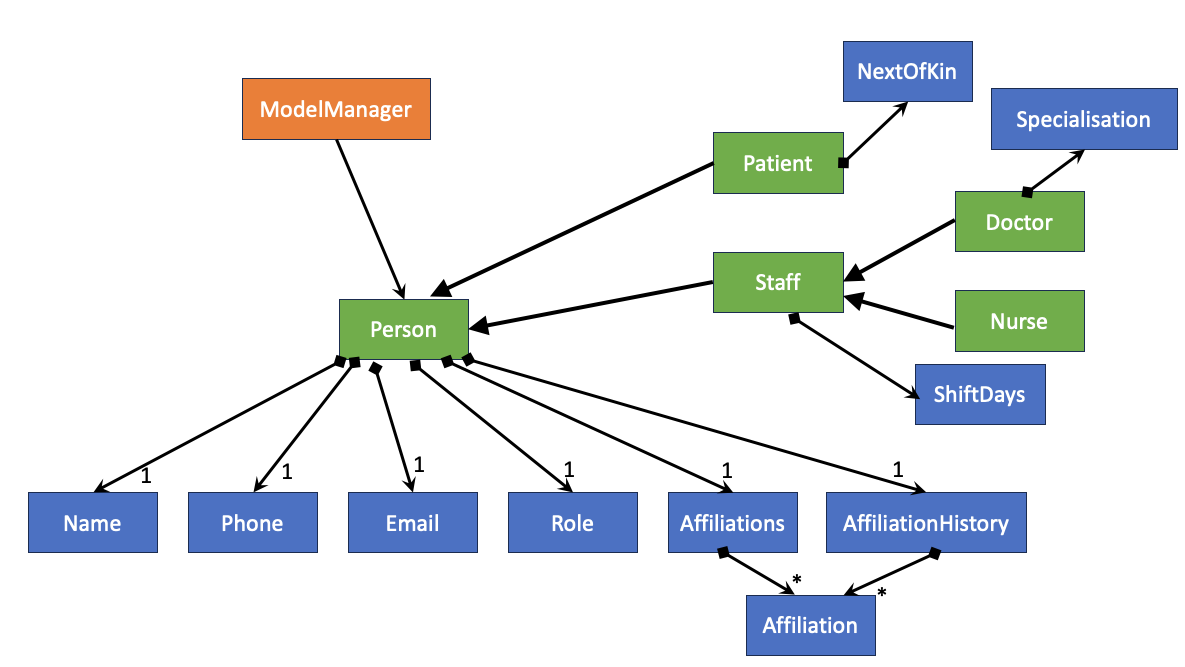 NextOfKin
ModelManager
Specialisation
Patient
Doctor
Staff
Nurse
Person
ShiftDays
1
1
1
1
1
1
Name
Phone
Email
Role
Affiliations
AffiliationHistory
*
*
Affiliation